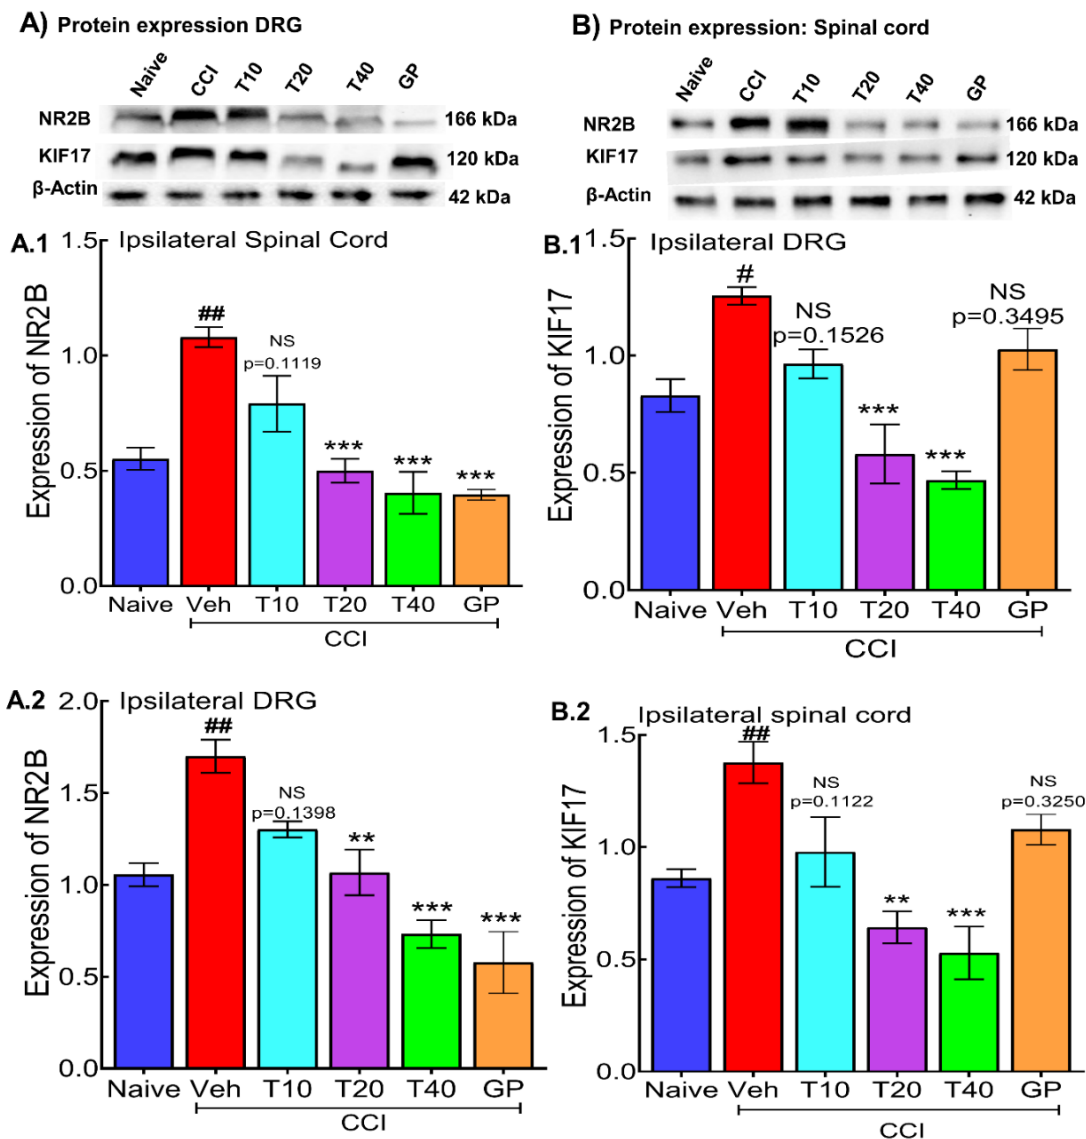 A) Protein expression DRG
Naive CCI T10 T20 T40 GP
NR2B 166 kDa
KIF17 120 kDa
β-Actin 42 kDa
B) Protein expression: Spinal cord
Naive CCI T10 T20 T40 GP
NR2B 166 kDa
KIF17 120 kDa
β-Actin 42 kDa
A.1 Ipsilateral Spinal Cord
Expression of NR2B
1.5
1.0
0.5
0.0
##
NS
p=0.1119
***
***
***
Naive Veh T10 T20 T40 GP
CCI
B.1 Ipsilateral DRG
Expression of KIF17
1.5
1.0
0.5
0.0
#
NS
p=0.1526
***
***
NS
p=0.3495
Naive Veh T10 T20 T40 GP
CCI
A.2 Ipsilateral DRG
Expression of NR2B
2.0
1.5
1.0
0.5
0.0
##
NS
p=0.1398
**
***
***
Naive Veh T10 T20 T40 GP
CCI
B.2 Ipsilateral spinal cord
Expression of KIF17
1.5
1.0
0.5
0.0
##
NS
p=0.1122
**
***
NS
p=0.3250
Naive Veh T10 T20 T40 GP
CCI